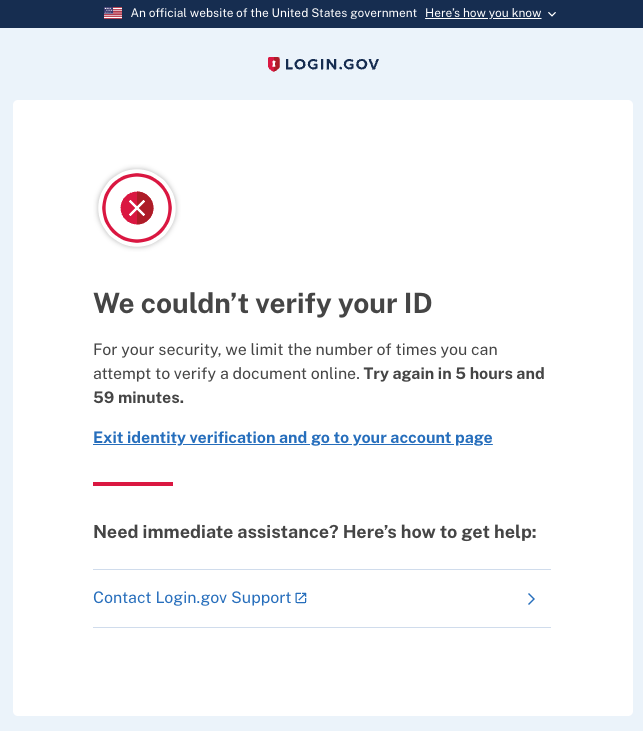 An official website of the United States government Here's how you know
LOGIN.GOV
We couldn’t verify your ID
For your security, we limit the number of times you can
attempt to verify a document online. Try again in 5 hours and
59 minutes.
Exit identity verification and go to your account page
Need immediate assistance? Here’s how to get help:
Contact Login.gov Support